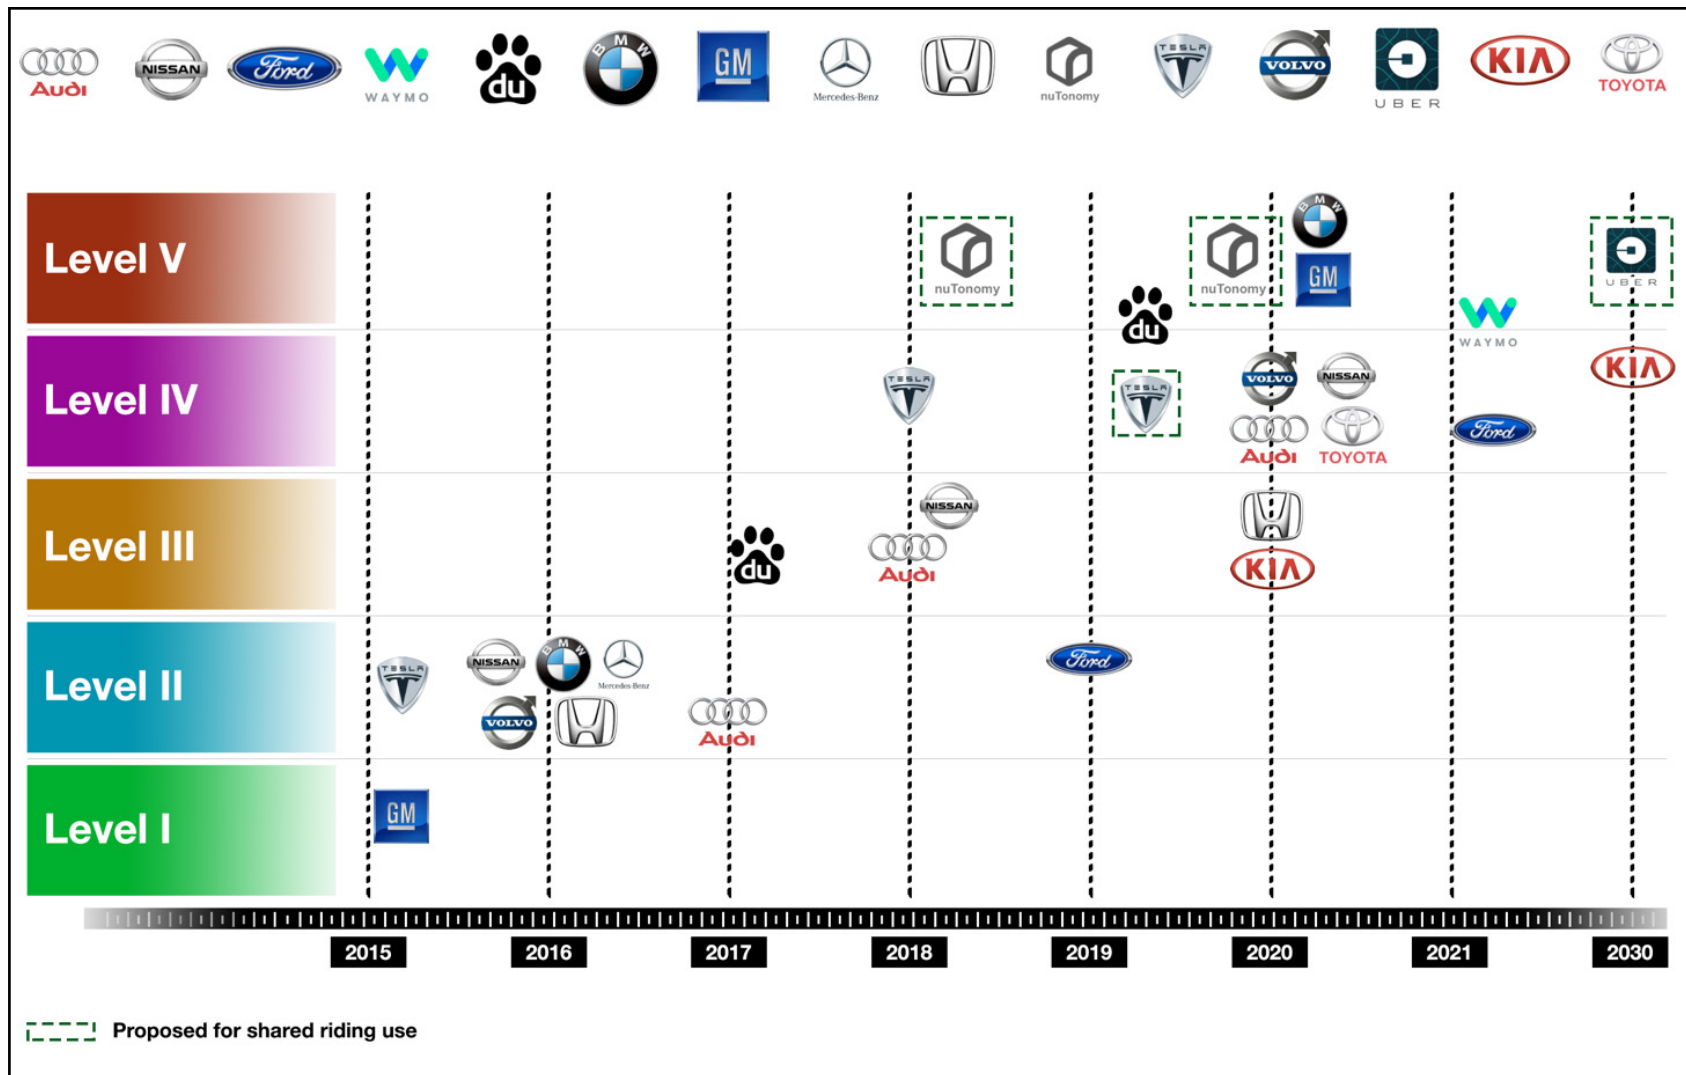 Audi
NISSAN
Ford
WAYMO
du
BMW
GM
Mercedes-Benz
nuTonomy
TESLA
VOLVO
UBER
KIA
TOYOTA
Level V
nuTonomy
nuTonomy
BMW
GM
UBER
du
WAYMO
Level IV
TESLA
TESLA
VOLVO
NISSAN
KIA
Audi
TOYOTA
Ford
Level III
NISSAN
du
Audi
KIA
Level II
TESLA
NISSAN
BMW
Mercedes-Benz
Ford
VOLVO
Audi
Level I
GM
2015
2016
2017
2018
2019
2020
2021
2030
Proposed for shared riding use